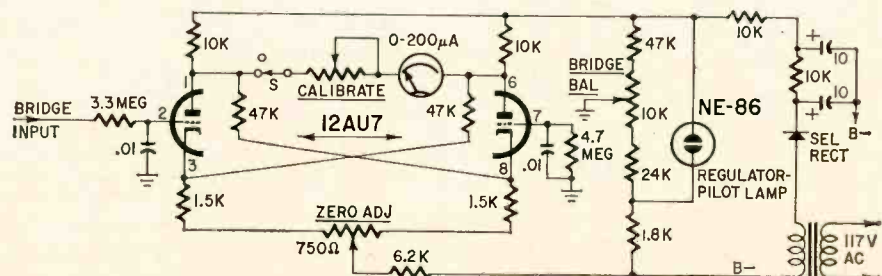 10K
10K
47K
10K
+
10
10K
10
+
B-
SEL
RECT
117V
AC
B-
1
O
S
CALIBRATE
0-200µA
6
BRIDGE
BAL
10K
NE-86
REGULATOR-
PILOT LAMP
24K
1.8K
BRIDGE
INPUT
3.3 MEG
2
.01
3
47K
47K
12AU7
7
.01
4.7
MEG
8
1.5K
1.5K
ZERO ADJ
750Ω
6.2K